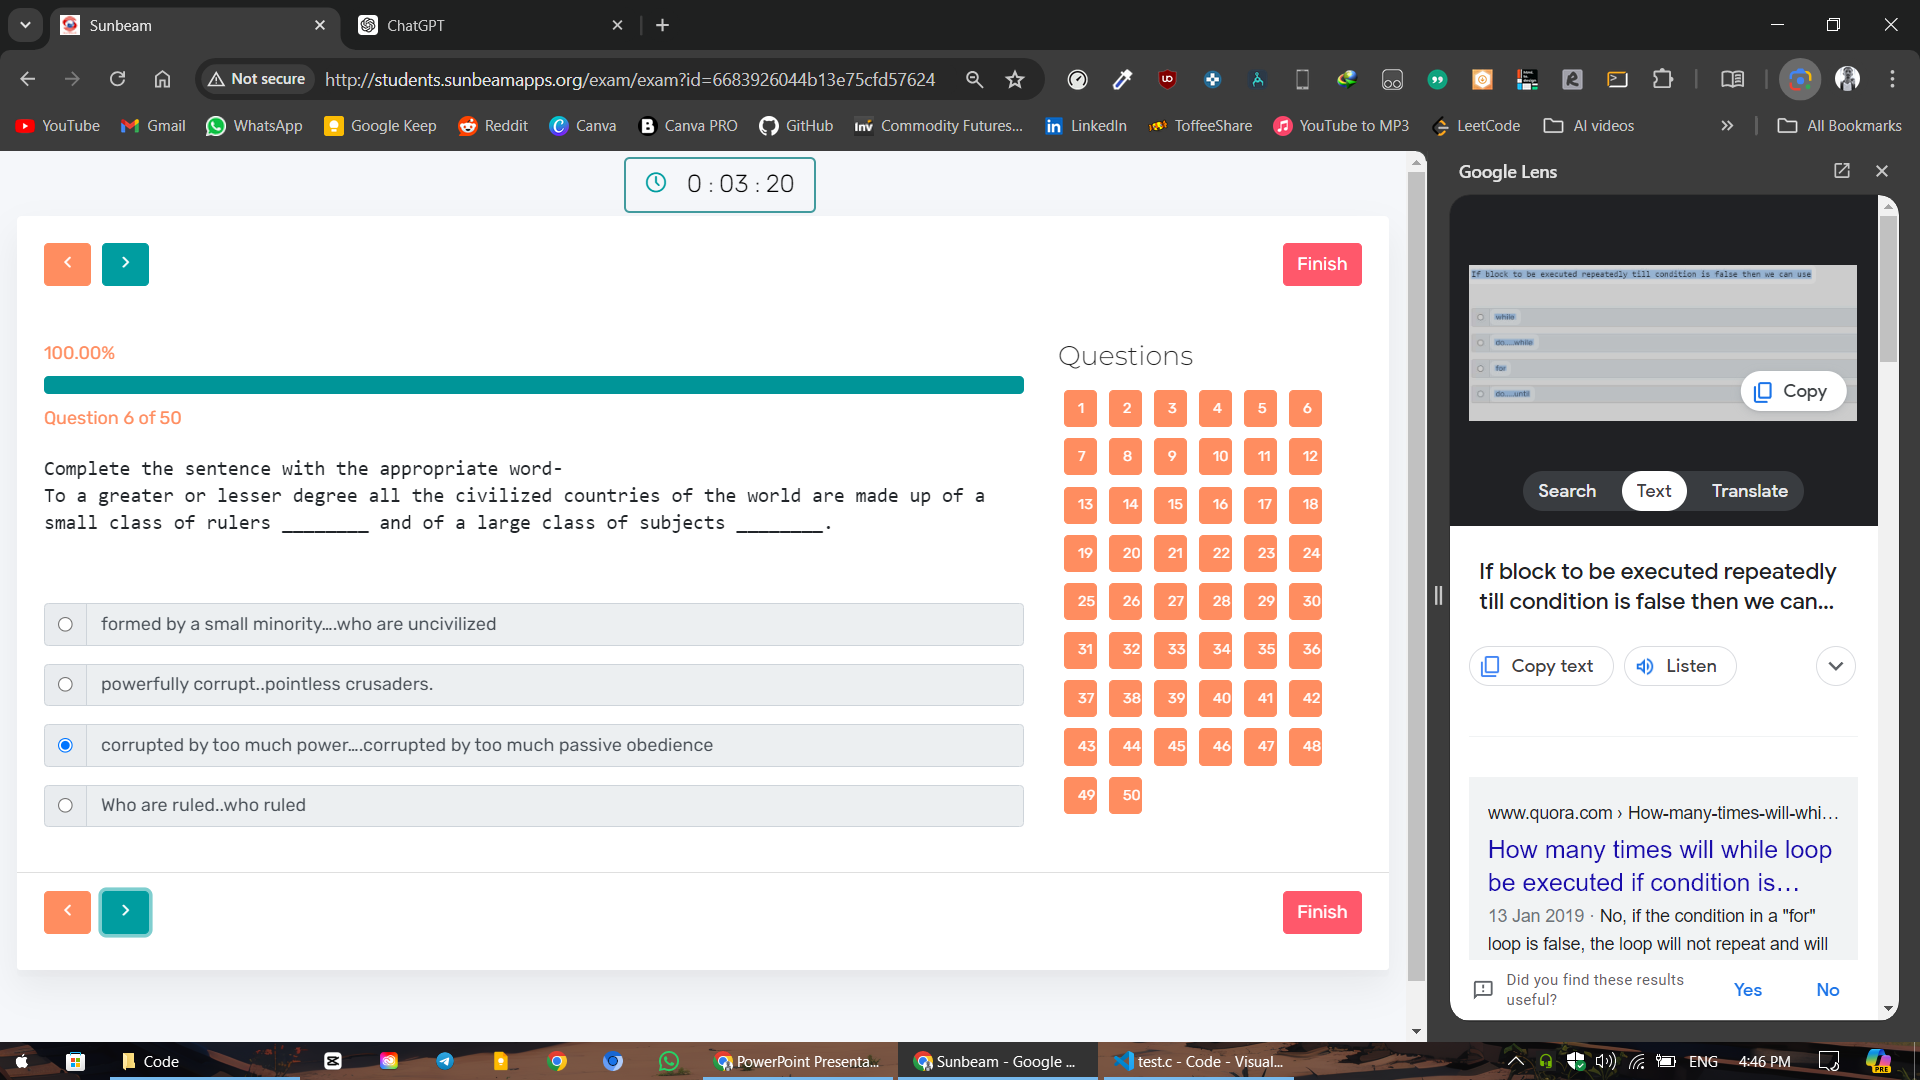 Sunbeam
ChatGPT
Not secure
http://students.sunbeamapps.org/exam/exam?id=6683926044b13e75cfd57624
YouTube
Gmail
WhatsApp
Google Keep
Reddit
Canva
Canva PRO
GitHub
Inv Commodity Futures...
LinkedIn
ToffeeShare
YouTube to MP3
LeetCode
AI videos
All Bookmarks
0 : 03 : 20
Finish
100.00%
Question 6 of 50
Complete the sentence with the appropriate word-
To a greater or lesser degree all the civilized countries of the world are made up of a
small class of rulers ________ and of a large class of subjects ________.
formed by a small minority....who are uncivilized
powerfully corrupt..pointless crusaders.
corrupted by too much power....corrupted by too much passive obedience
Who are ruled..who ruled
Finish
Questions
1 2 3 4 5 6
7 8 9 10 11 12
13 14 15 16 17 18
19 20 21 22 23 24
25 26 27 28 29 30
31 32 33 34 35 36
37 38 39 40 41 42
43 44 45 46 47 48
49 50
Google Lens
If block to be executed repeatedly till condition is false then we can use
while
do....while
for
do....until
Copy
Search
Text
Translate
If block to be executed repeatedly
till condition is false then we can...
Copy text
Listen
www.quora.com › How-many-times-will-whi...
How many times will while loop
be executed if condition is...
13 Jan 2019 · No, if the condition in a "for"
loop is false, the loop will not repeat and will
Did you find these results
useful?
Yes
No
Code
PowerPoint Presenta...
Sunbeam - Google ...
test.c - Code - Visual...
ENG
4:46 PM
PRE